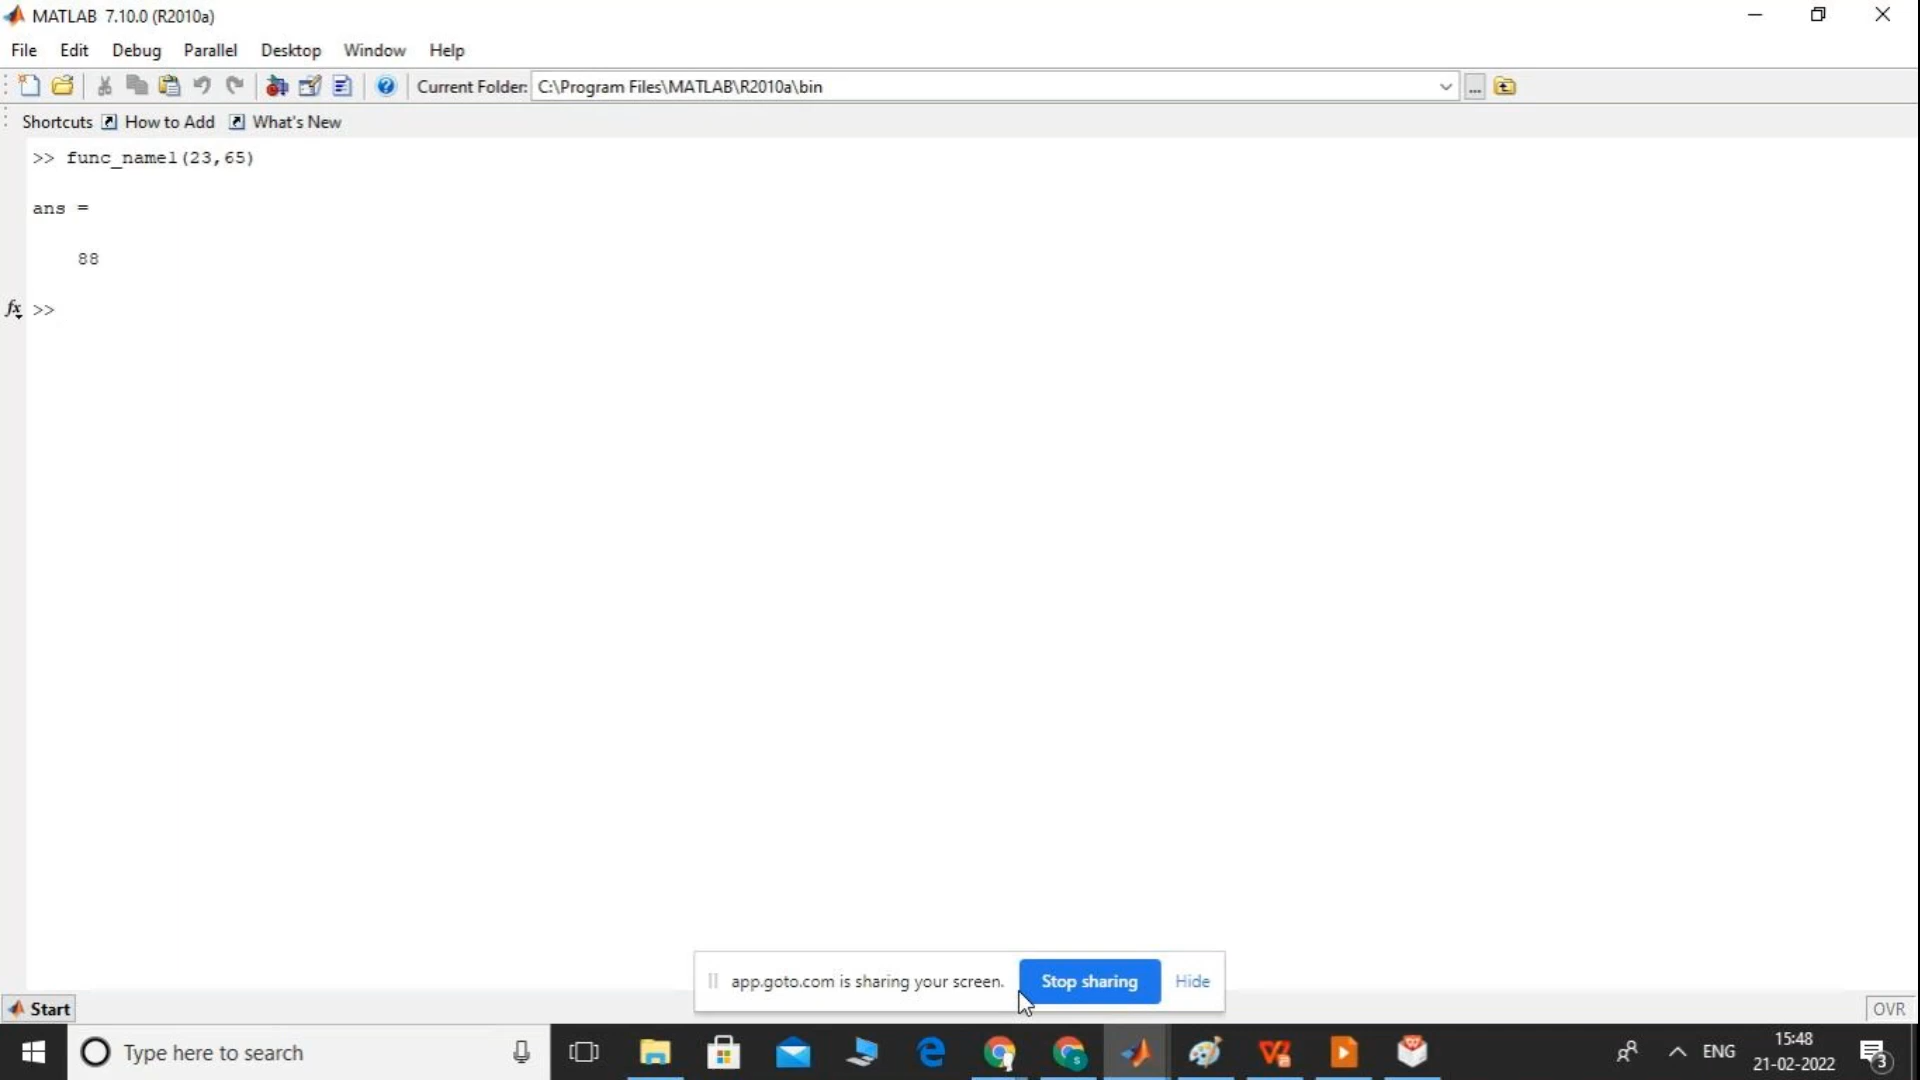 MATLAB 7.10.0 (R2010a)
File Edit Debug Parallel Desktop Window Help
Current Folder: C:\Program Files\MATLAB\R2010a\bin ...
Shortcuts How to Add What's New
>> func_name1(23,65)
ans =
88
fx >>
app.goto.com is sharing your screen. Stop sharing Hide
Start OVR
Type here to search ENG 15:48
21-02-2022 3